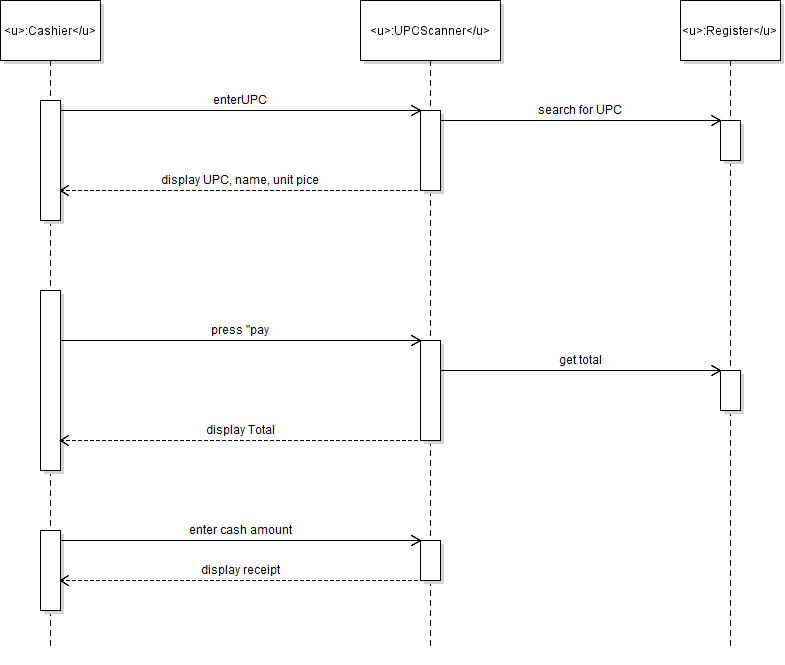 <u>:Cashier</u>
<u>:UPCScanner</u>
<u>:Register</u>
enterUPC
search for UPC
display UPC, name, unit pice
press "pay
get total
display Total
enter cash amount
display receipt